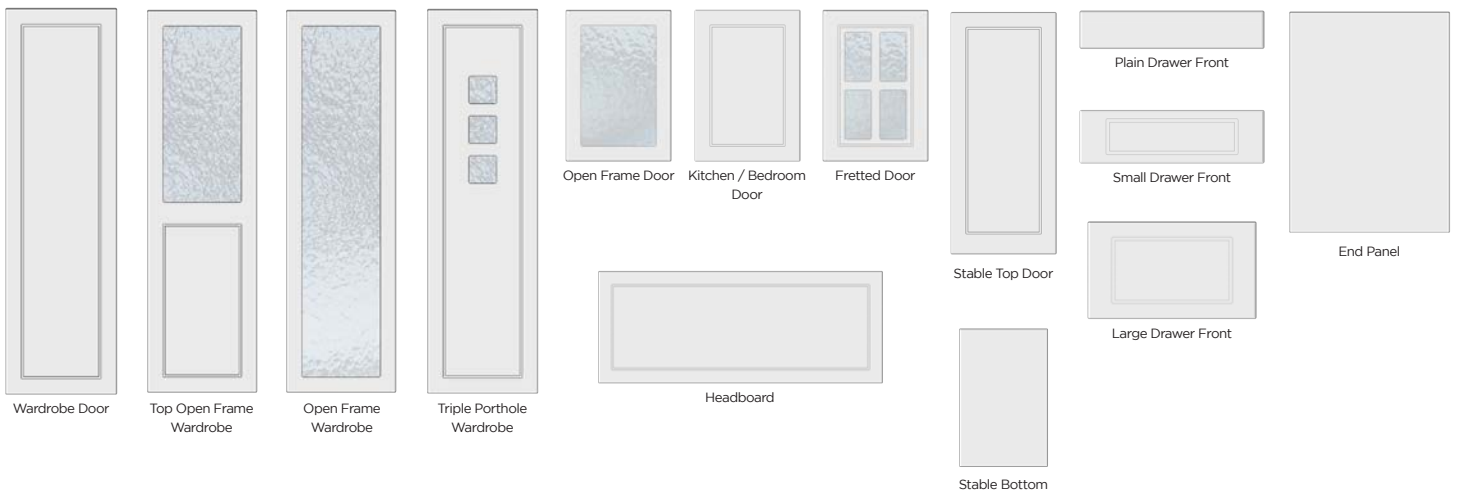 Wardrobe Door
Top Open Frame
Wardrobe
Open Frame
Wardrobe
Triple Porthole
Wardrobe
Open Frame Door
Kitchen / Bedroom
Door
Fretted Door
Headboard
Stable Top Door
Stable Bottom
Plain Drawer Front
Small Drawer Front
Large Drawer Front
End Panel